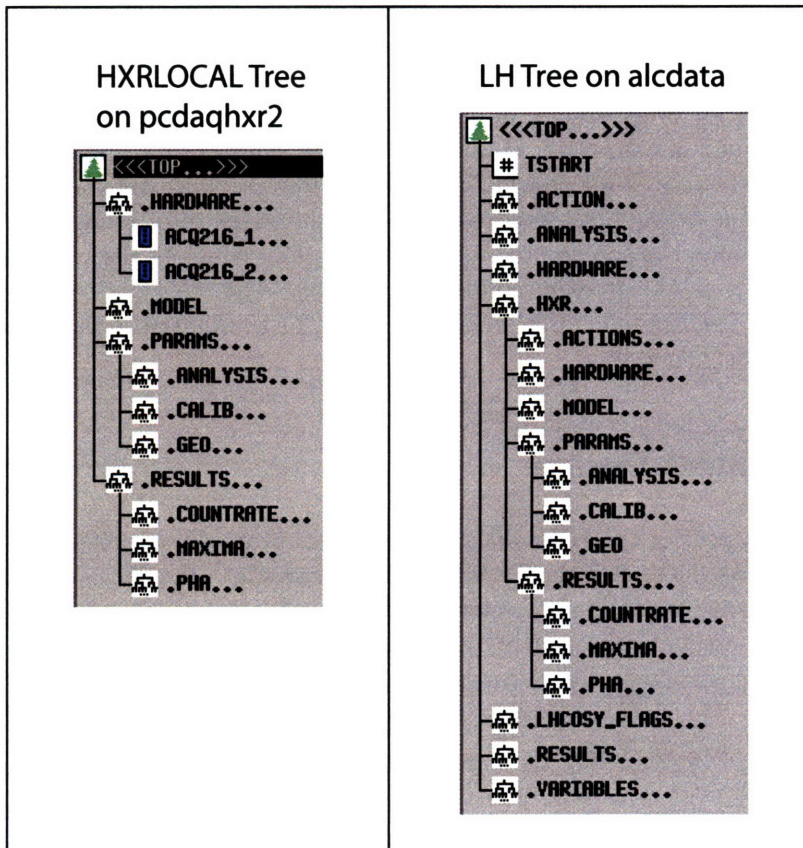 HXRLOCAL Tree
on pcdaqhxr2
<<<TOP...>>>
.HARDWARE...
ACQ216_1...
ACQ216_2...
.MODEL
.PARAMS...
.ANALYSIS...
.CALIB...
.GEO...
.RESULTS...
.COUNTRATE...
.MAXIMA...
.PHA...
LH Tree on alcdata
<<<TOP...>>>
# TSTART
.ACTION...
.ANALYSIS...
.HARDWARE...
.HXR...
.ACTIONS...
.HARDWARE...
.MODEL...
.PARAMS...
.ANALYSIS...
.CALIB...
.GEO
.RESULTS...
.COUNTRATE...
.MAXIMA...
.PHA...
.LHCOSY_FLAGS...
.RESULTS...
.VARIABLES...